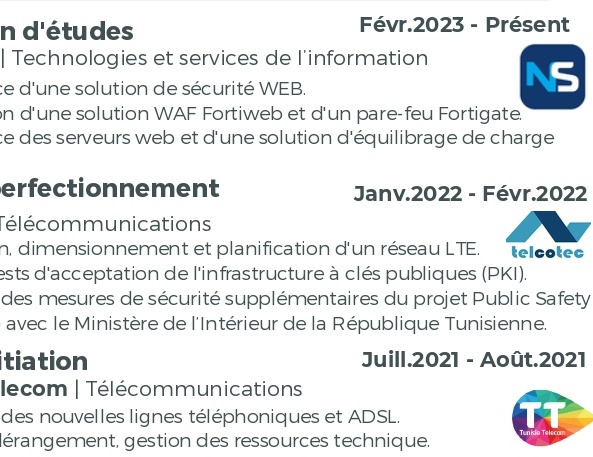 n d'études
Févr.2023 - Présent
| Technologies et services de l'information
NS
ce d'une solution de sécurité WEB.
on d'une solution WAF Fortiweb et d'un pare-feu Fortigate.
ce des serveurs web et d'une solution d'équilibrage de charge
perfectionnement
Janv.2022 - Févr.2022
Télécommunications
telcotec
n, dimensionnement et planification d'un réseau LTE.
ests d'acceptation de l'infrastructure à clés publiques (PKI).
des mesures de sécurité supplémentaires du projet Public Safety
avec le Ministère de l'Intérieur de la République Tunisienne.
itiation
Juill.2021 - Août.2021
elecom | Télécommunications
TT
Tunisie Telecom
des nouvelles lignes téléphoniques et ADSL.
dérangement, gestion des ressources technique.